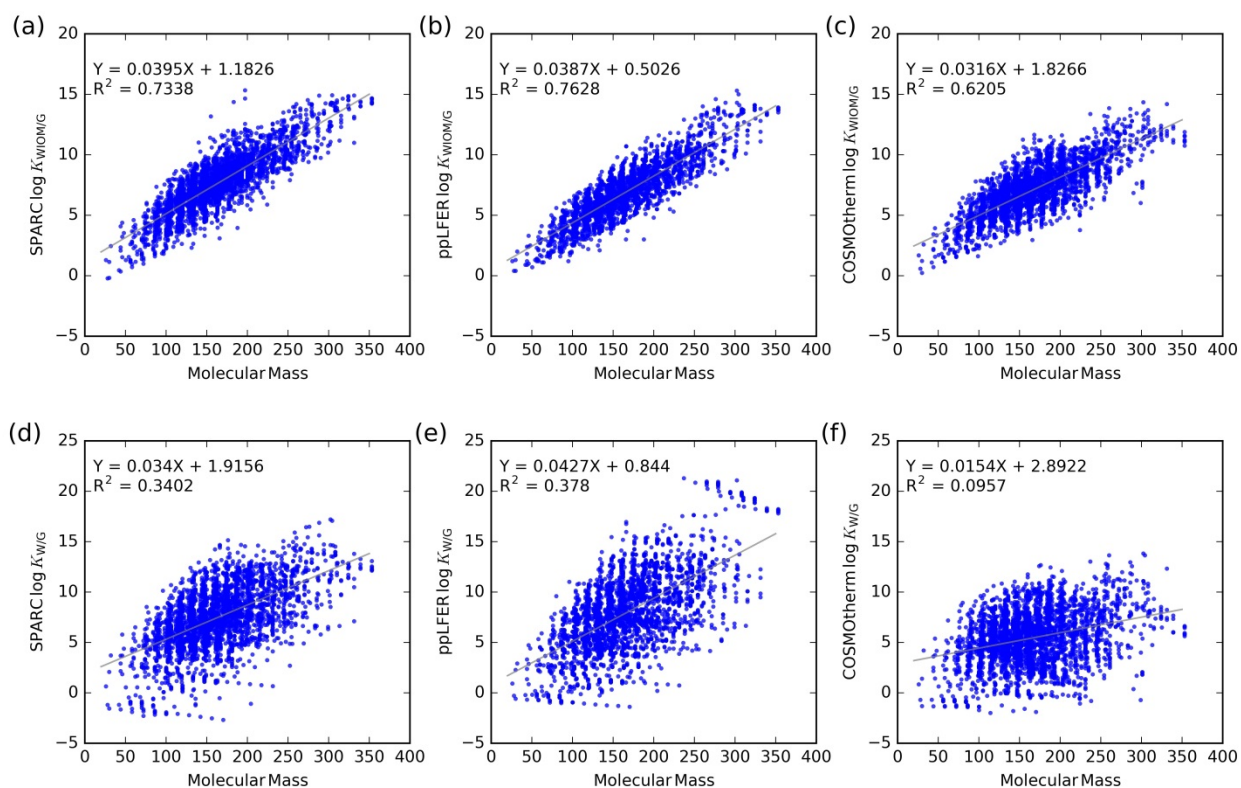 (a)
Y = 0.0395X + 1.1826
R² = 0.7338
SPARC log K_WIOM/G
20
15
10
5
0
−5
0 50 100 150 200 250 300 350 400
Molecular Mass
(b)
Y = 0.0387X + 0.5026
R² = 0.7628
ppLFER log K_WIOM/G
20
15
10
5
0
−5
0 50 100 150 200 250 300 350 400
Molecular Mass
(c)
Y = 0.0316X + 1.8266
R² = 0.6205
COSMOtherm log K_WIOM/G
20
15
10
5
0
−5
0 50 100 150 200 250 300 350 400
Molecular Mass
(d)
Y = 0.034X + 1.9156
R² = 0.3402
SPARC log K_W/G
25
20
15
10
5
0
−5
0 50 100 150 200 250 300 350 400
Molecular Mass
(e)
Y = 0.0427X + 0.844
R² = 0.378
ppLFER log K_W/G
25
20
15
10
5
0
−5
0 50 100 150 200 250 300 350 400
Molecular Mass
(f)
Y = 0.0154X + 2.8922
R² = 0.0957
COSMOtherm log K_W/G
25
20
15
10
5
0
−5
0 50 100 150 200 250 300 350 400
Molecular Mass